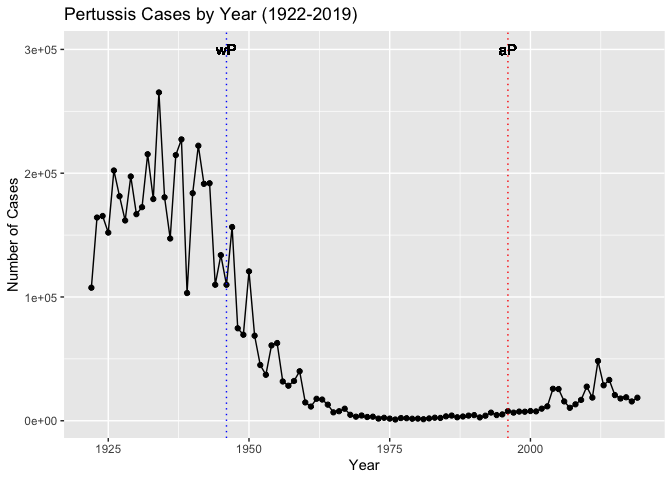 Pertussis Cases by Year (1922-2019)
3e+05
2e+05
1e+05
0e+00
Number of Cases
wP
aP
1925
1950
1975
2000
Year